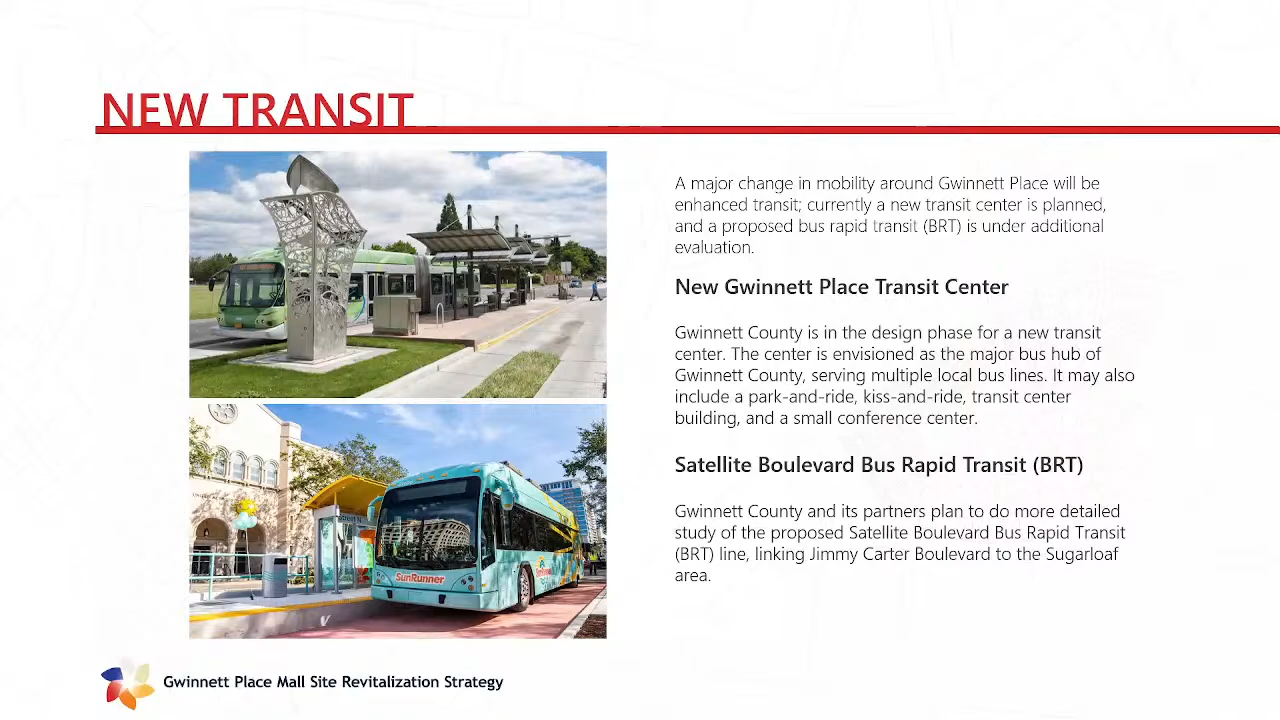 NEW TRANSIT
A major change in mobility around Gwinnett Place will be
enhanced transit; currently a new transit center is planned,
and a proposed bus rapid transit (BRT) is under additional
evaluation.
New Gwinnett Place Transit Center
Gwinnett County is in the design phase for a new transit
center. The center is envisioned as the major bus hub of
Gwinnett County, serving multiple local bus lines. It may also
include a park-and-ride, kiss-and-ride, transit center
building, and a small conference center.
Satellite Boulevard Bus Rapid Transit (BRT)
Gwinnett County and its partners plan to do more detailed
study of the proposed Satellite Boulevard Bus Rapid Transit
(BRT) line, linking Jimmy Carter Boulevard to the Sugarloaf
area.
SunRunner
Gwinnett Place Mall Site Revitalization Strategy